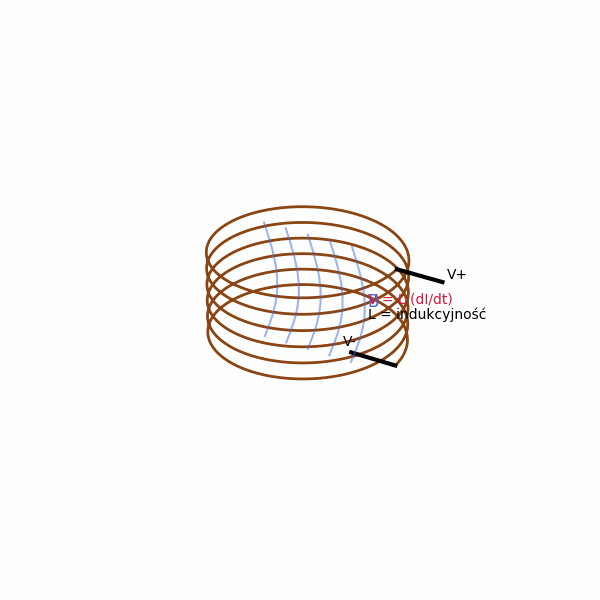 V+
= L (dI/dt)
L = indukcyjność
V-